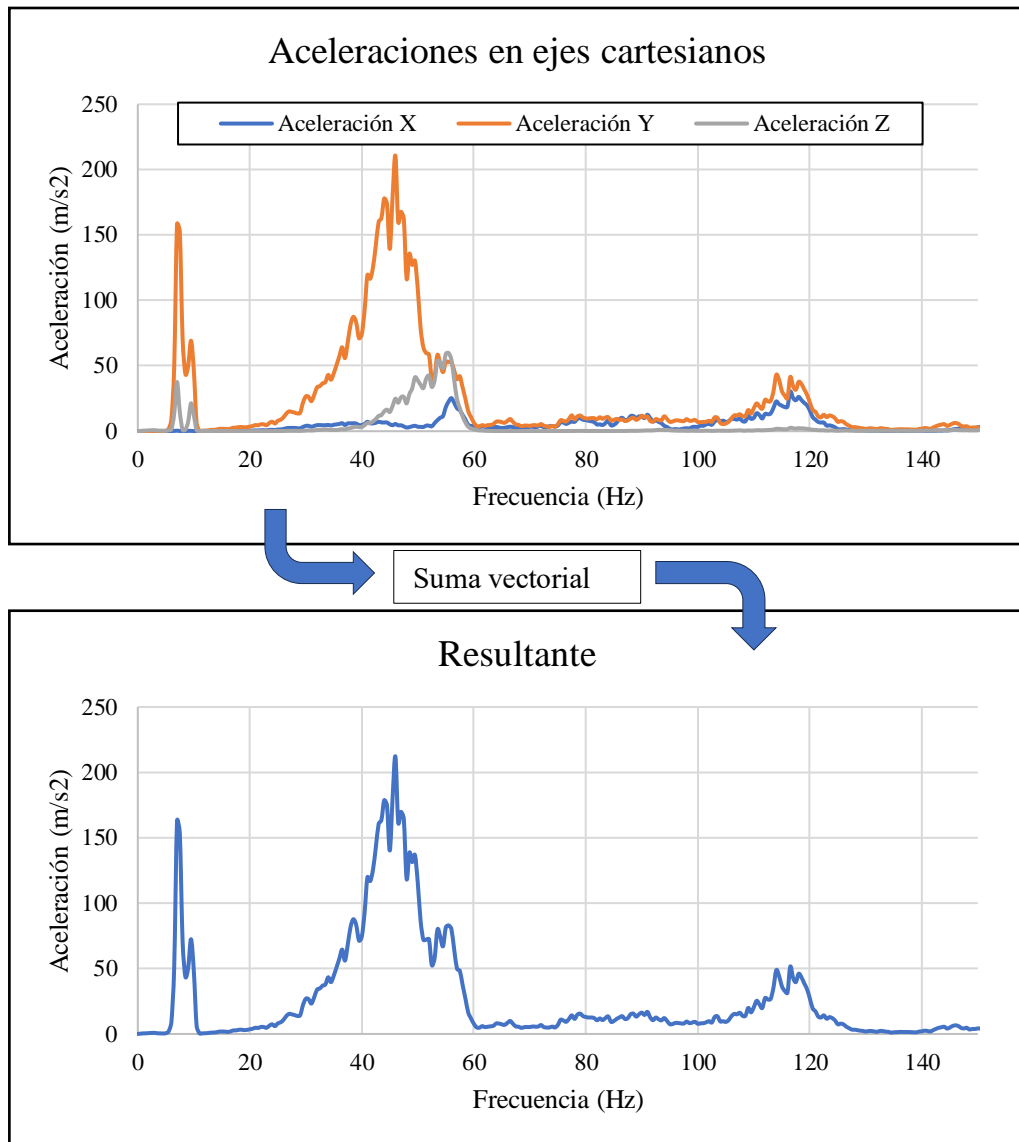 Aceleraciones en ejes cartesianos
Aceleración X Aceleración Y Aceleración Z
Aceleración (m/s2)
250
200
150
100
50
0
0 20 40 60 80 100 120 140
Frecuencia (Hz)
Suma vectorial
Resultante
Aceleración (m/s2)
250
200
150
100
50
0
0 20 40 60 80 100 120 140
Frecuencia (Hz)